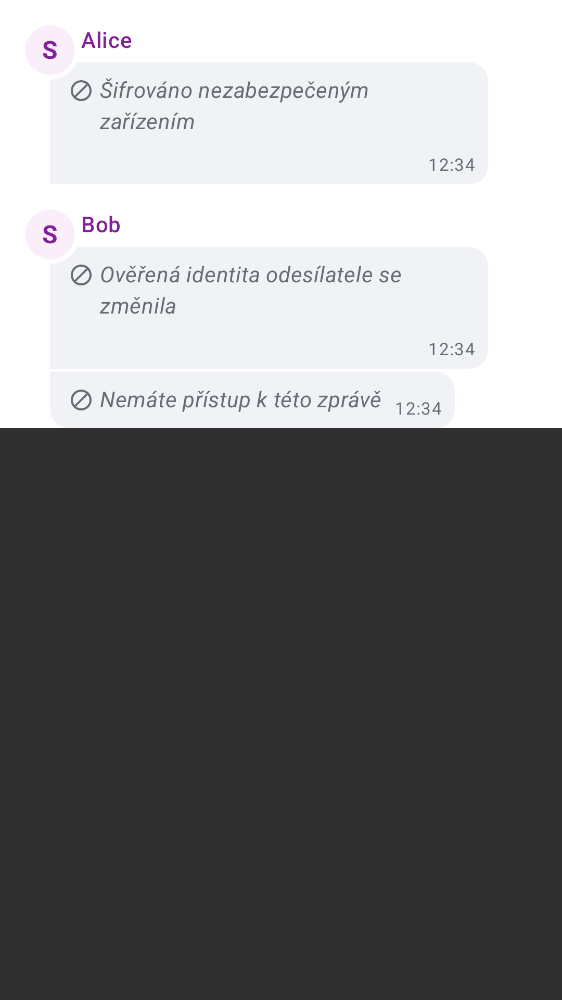 S
Alice
Šifrováno nezabezpečeným
zařízením
12:34
S
Bob
Ověřená identita odesílatele se
změnila
12:34
Nemáte přístup k této zprávě
12:34